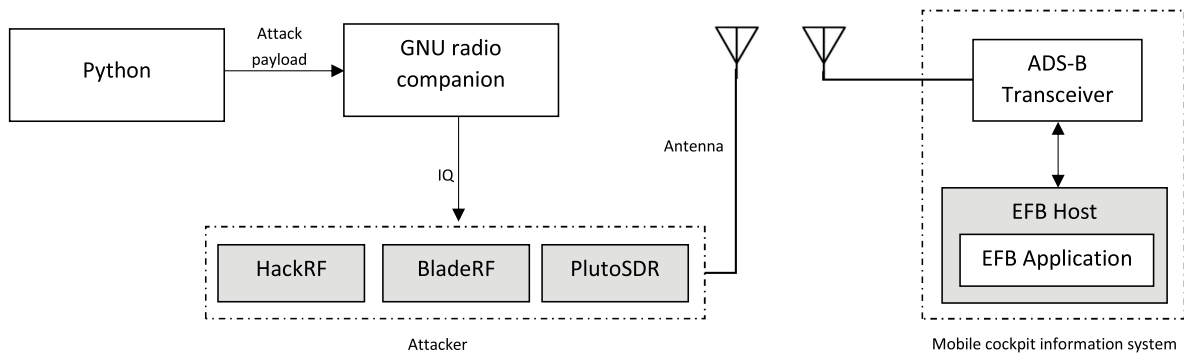 Python
Attack
payload
GNU radio
companion
IQ
HackRF
BladeRF
PlutoSDR
Attacker
Antenna
ADS-B
Transceiver
EFB Host
EFB Application
Mobile cockpit information system